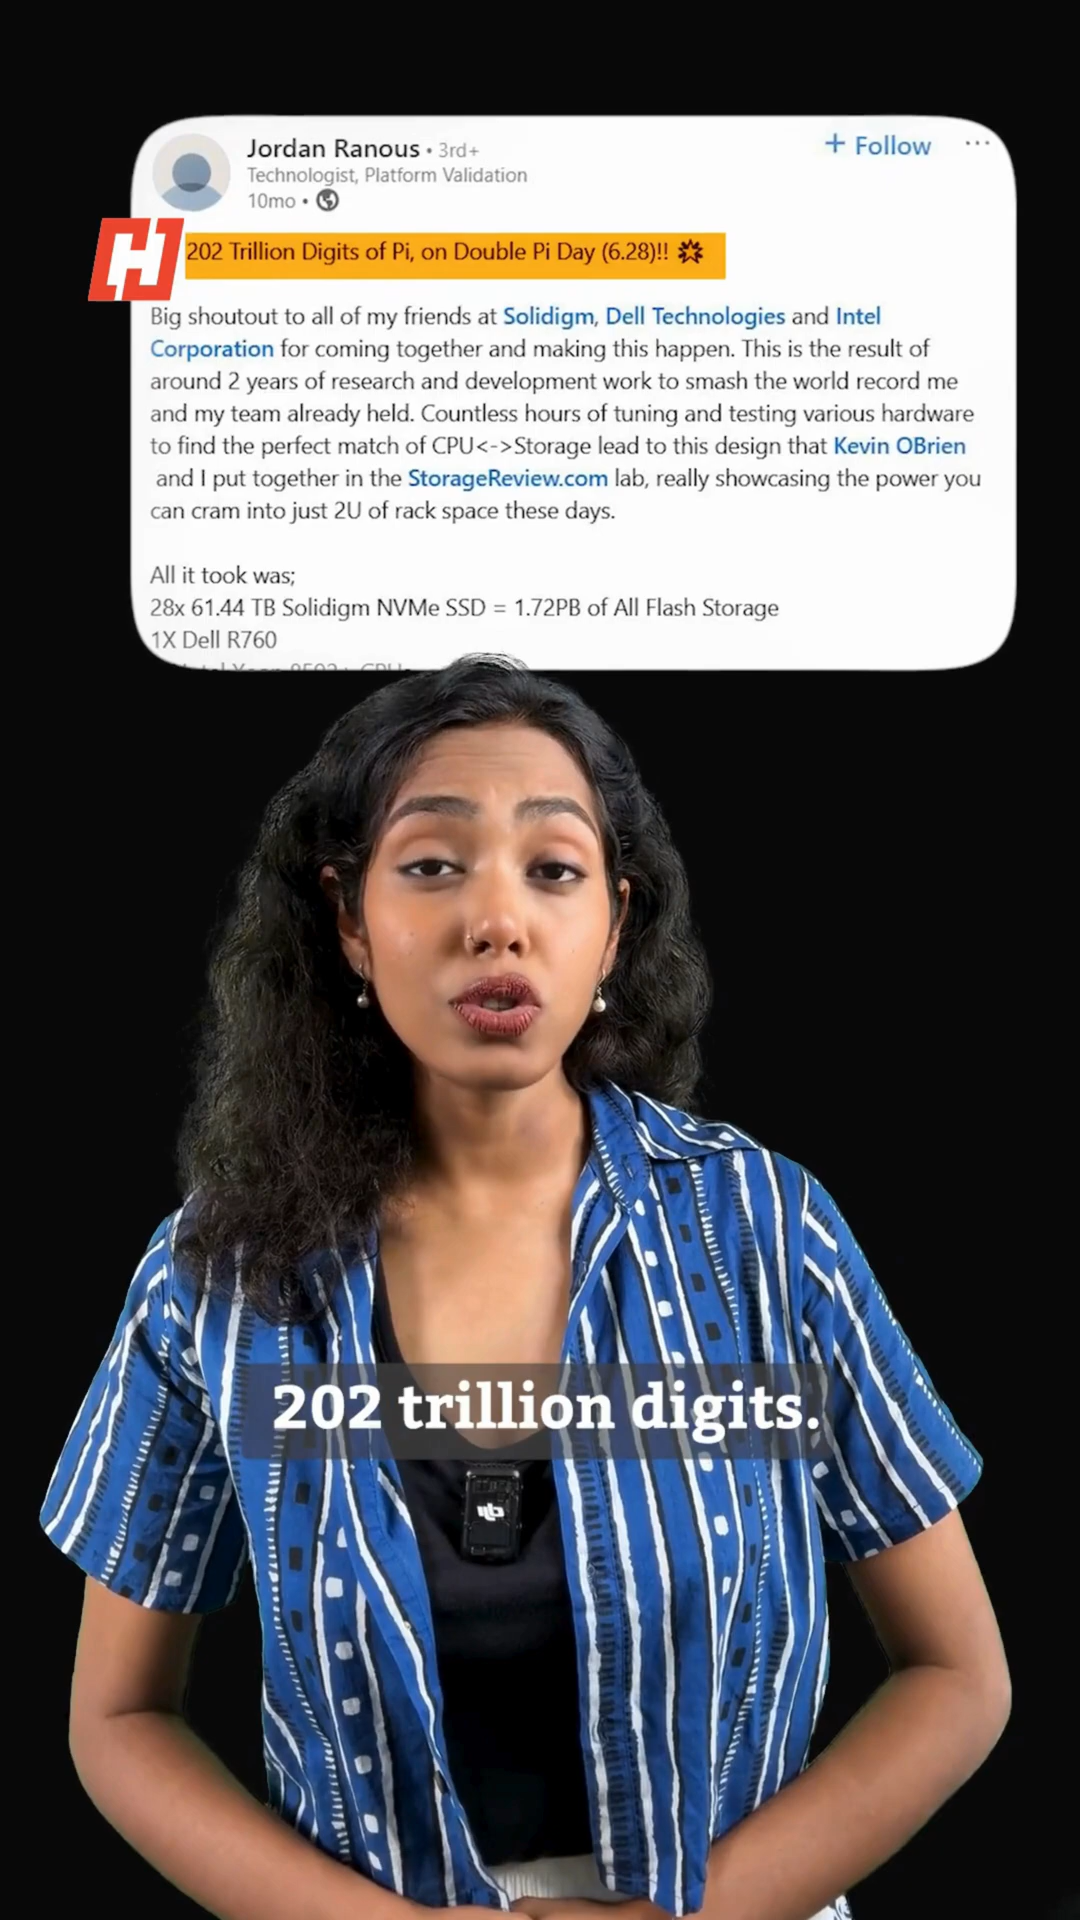 Jordan Ranous • 3rd+
+ Follow
...
Technologist, Platform Validation
10mo •
202 Trillion Digits of Pi, on Double Pi Day (6.28)!!
Big shoutout to all of my friends at Solidigm, Dell Technologies and Intel
Corporation for coming together and making this happen. This is the result of
around 2 years of research and development work to smash the world record me
and my team already held. Countless hours of tuning and testing various hardware
to find the perfect match of CPU<->Storage lead to this design that Kevin OBrien
and I put together in the StorageReview.com lab, really showcasing the power you
can cram into just 2U of rack space these days.
All it took was;
28x 61.44 TB Solidigm NVMe SSD = 1.72PB of All Flash Storage
1X Dell R760
202 trillion digits.
dji